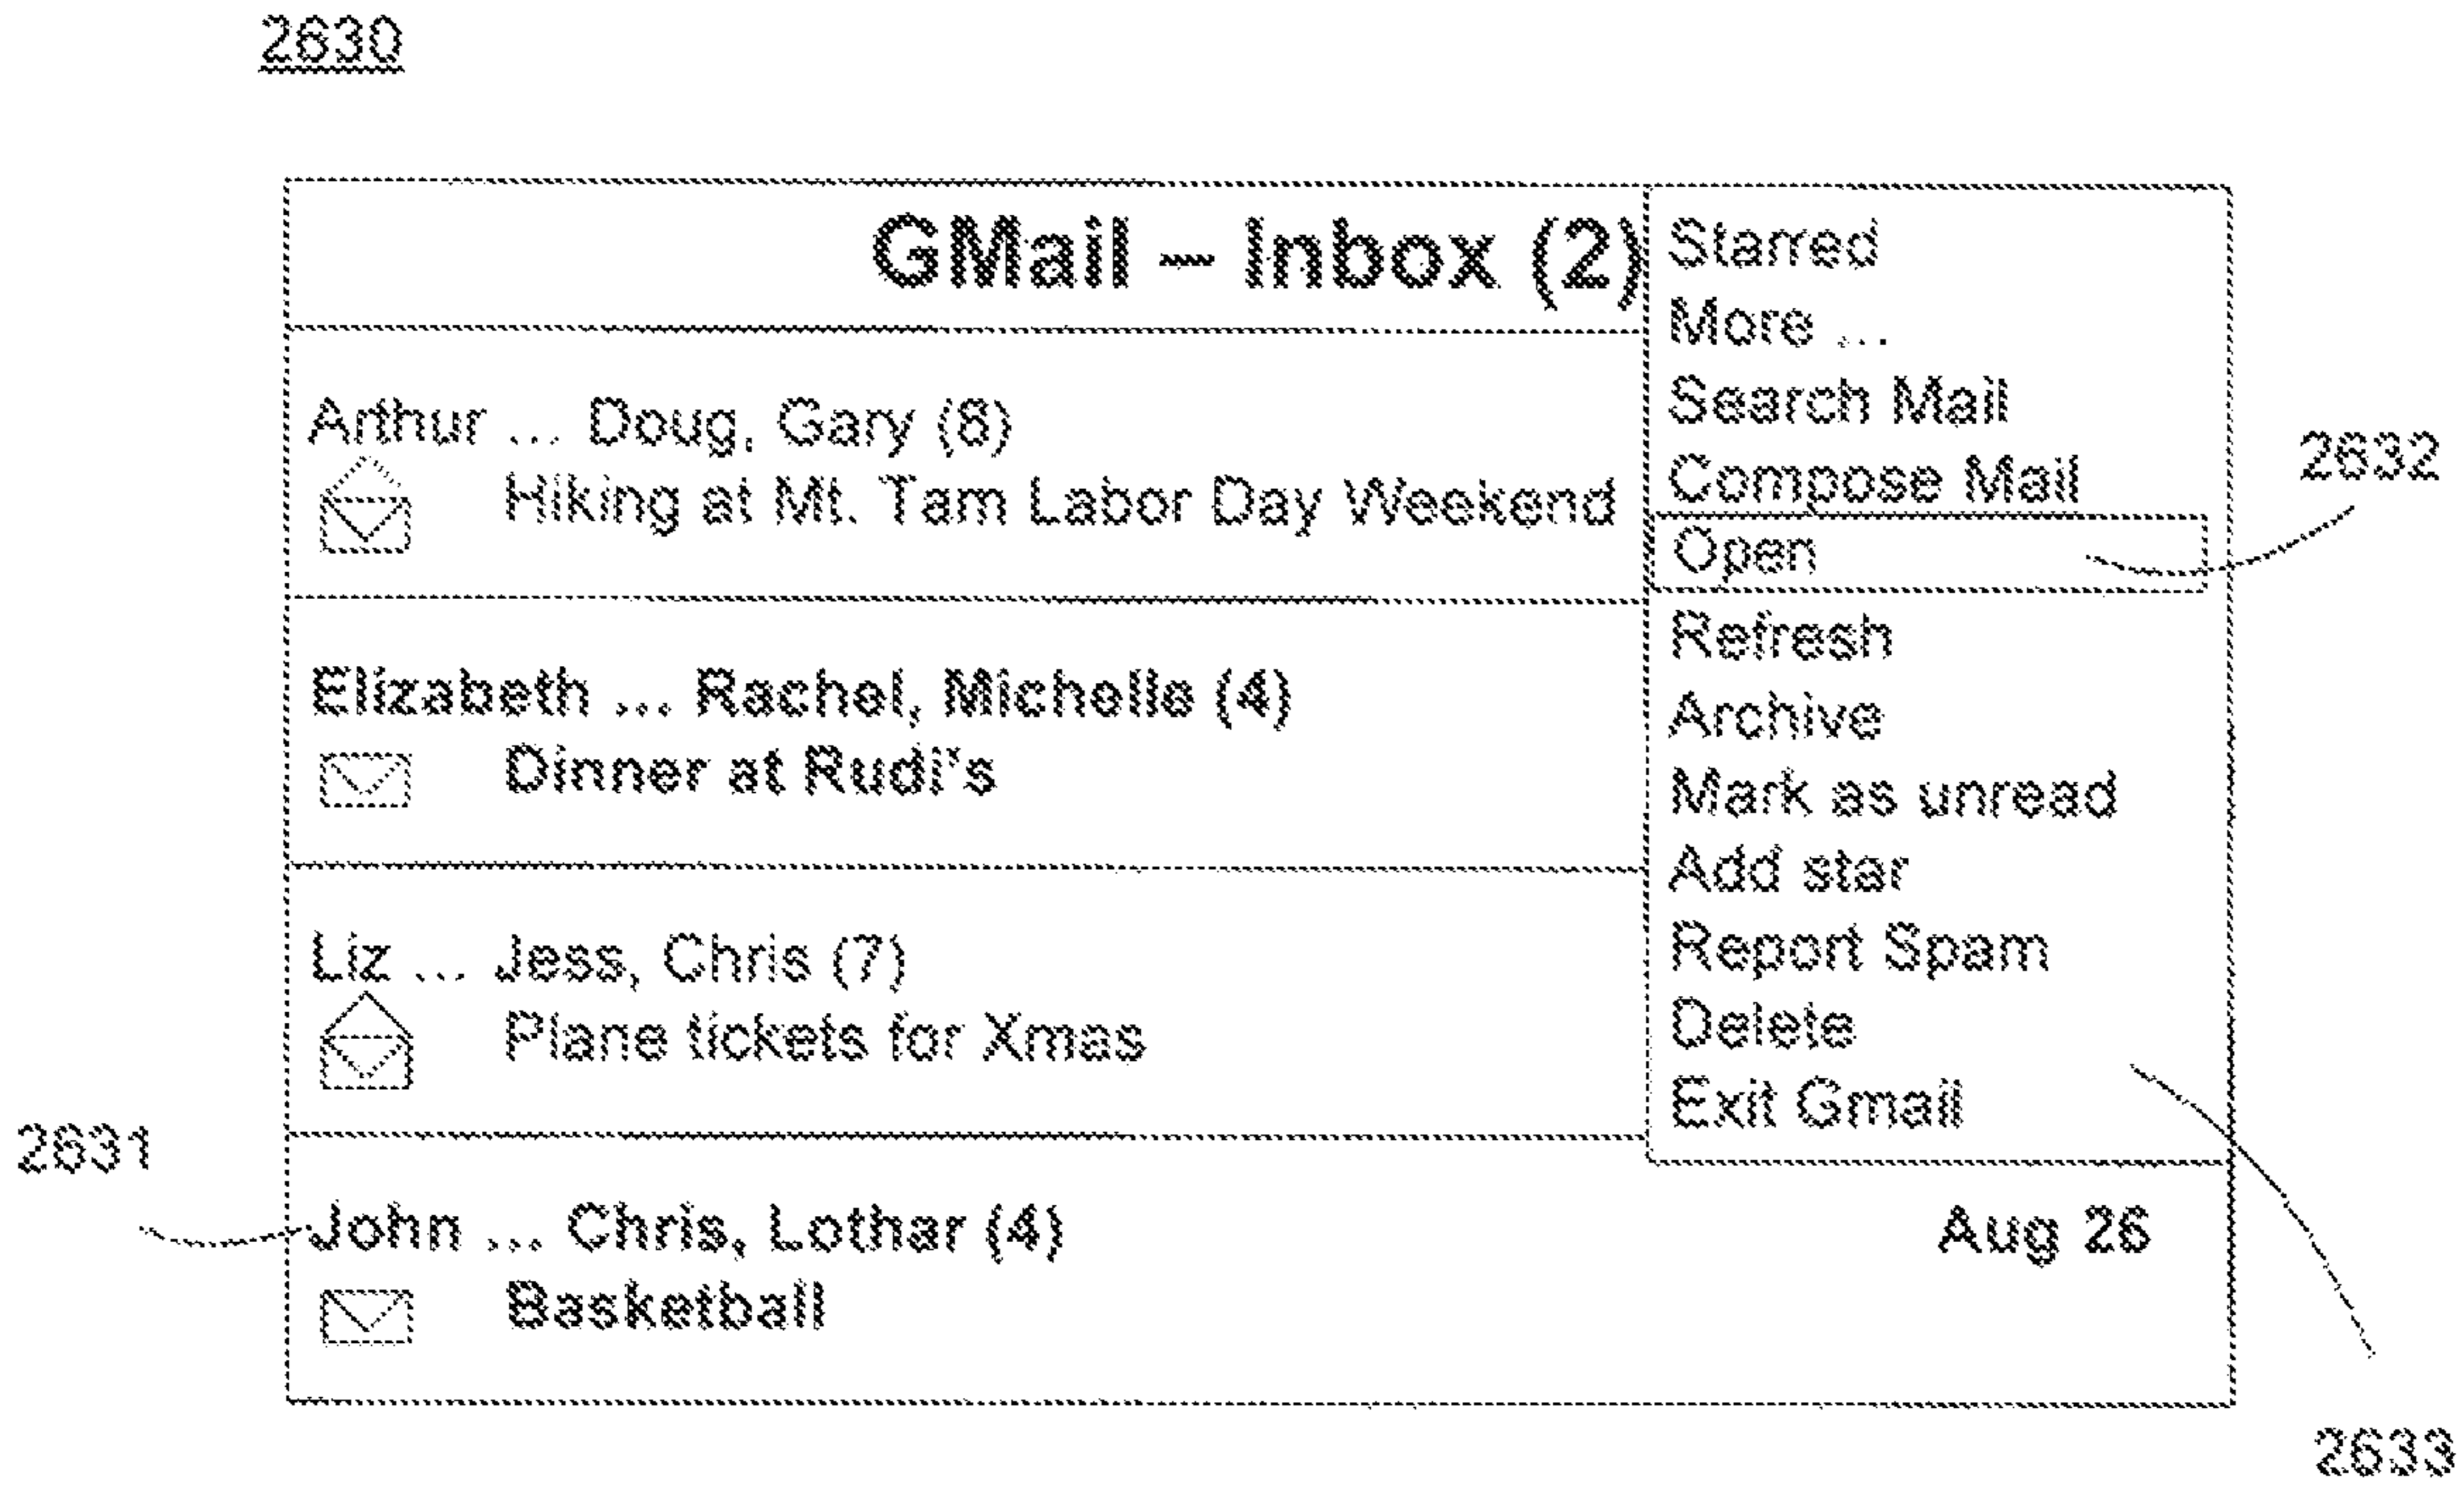 2630
GMail – Inbox (2)
Arthur ... Doug, Gary (8)
Hiking at Mt. Tam Labor Day Weekend
Elizabeth ... Rachel, Michelle (4)
Dinner at Rudi's
Liz ... Jess, Chris (7)
Plane tickets for Xmas
John ... Chris, Lothar (4)
Aug 26
Basketball
Starred
More ...
Search Mail
Compose Mail
Open
Refresh
Archive
Mark as unread
Add star
Report Spam
Delete
Exit Gmail
2631
2632
2633